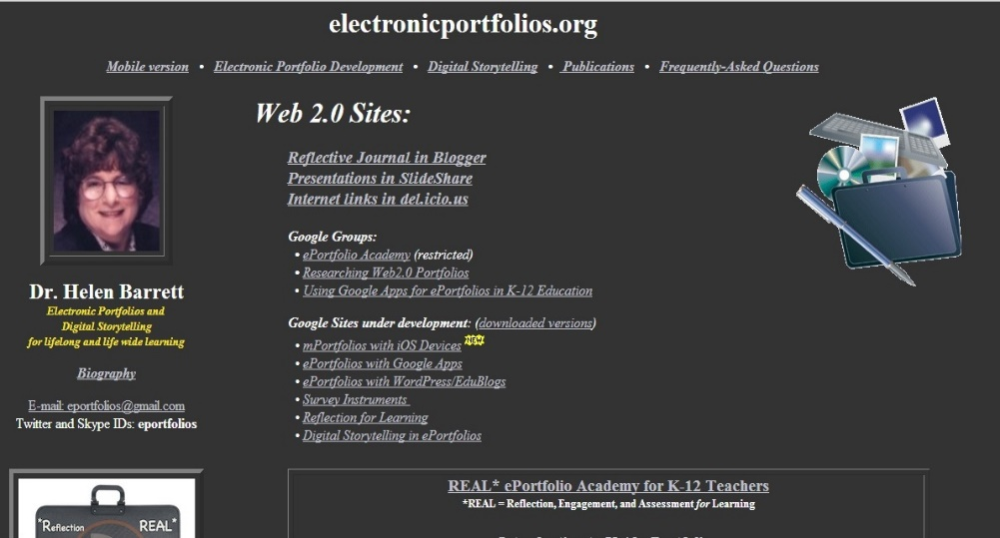 electronicportfolios.org
Mobile version • Electronic Portfolio Development • Digital Storytelling • Publications • Frequently-Asked Questions
Dr. Helen Barrett
Electronic Portfolios and
Digital Storytelling
for lifelong and life wide learning
Biography
E-mail: eportfolios@gmail.com
Twitter and Skype IDs: eportfolios
*Reflection REAL*
Web 2.0 Sites:
Reflective Journal in Blogger
Presentations in SlideShare
Internet links in del.icio.us
Google Groups:
• ePortfolio Academy (restricted)
• Researching Web2.0 Portfolios
• Using Google Apps for ePortfolios in K-12 Education
Google Sites under development: (downloaded versions)
• mPortfolios with iOS Devices NEW
• ePortfolios with Google Apps
• ePortfolios with WordPress/EduBlogs
• Survey Instruments
• Reflection for Learning
• Digital Storytelling in ePortfolios
REAL* ePortfolio Academy for K-12 Teachers
*REAL = Reflection, Engagement, and Assessment for Learning